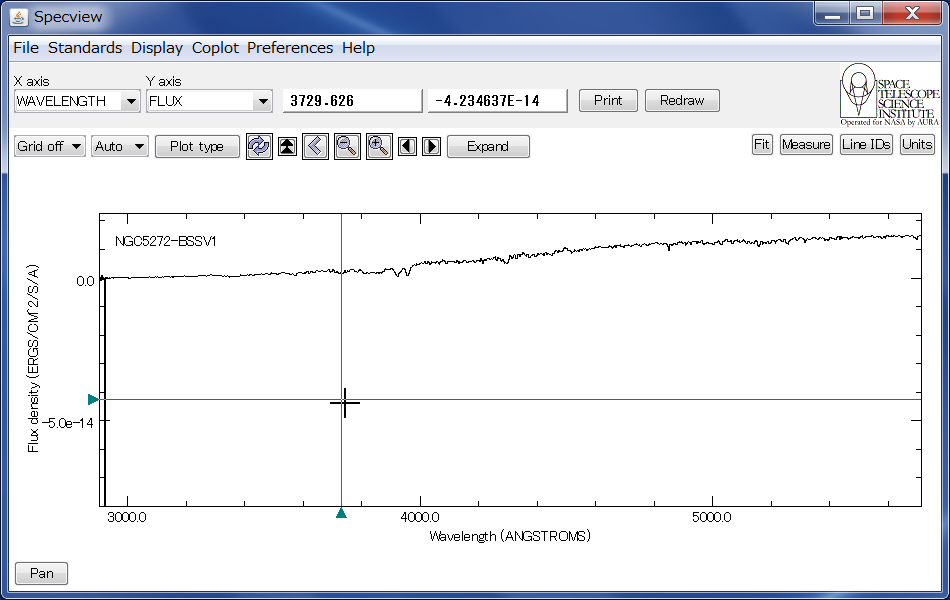 Specview
File Standards Display Coplot Preferences Help
X axis Y axis
WAVELENGTH FLUX 3729.626 -4.234637E-14 Print Redraw
SPACE
TELESCOPE
SCIENCE
INSTITUTE
Operated for NASA by AURA
Grid off Auto Plot type Expand Fit Measure Line IDs Units
NGC5272-BSSV1
0.0
-5.0e-14
Flux density (ERGS/CM^2/S/A)
3000.0 4000.0 5000.0
Wavelength (ANGSTROMS)
Pan